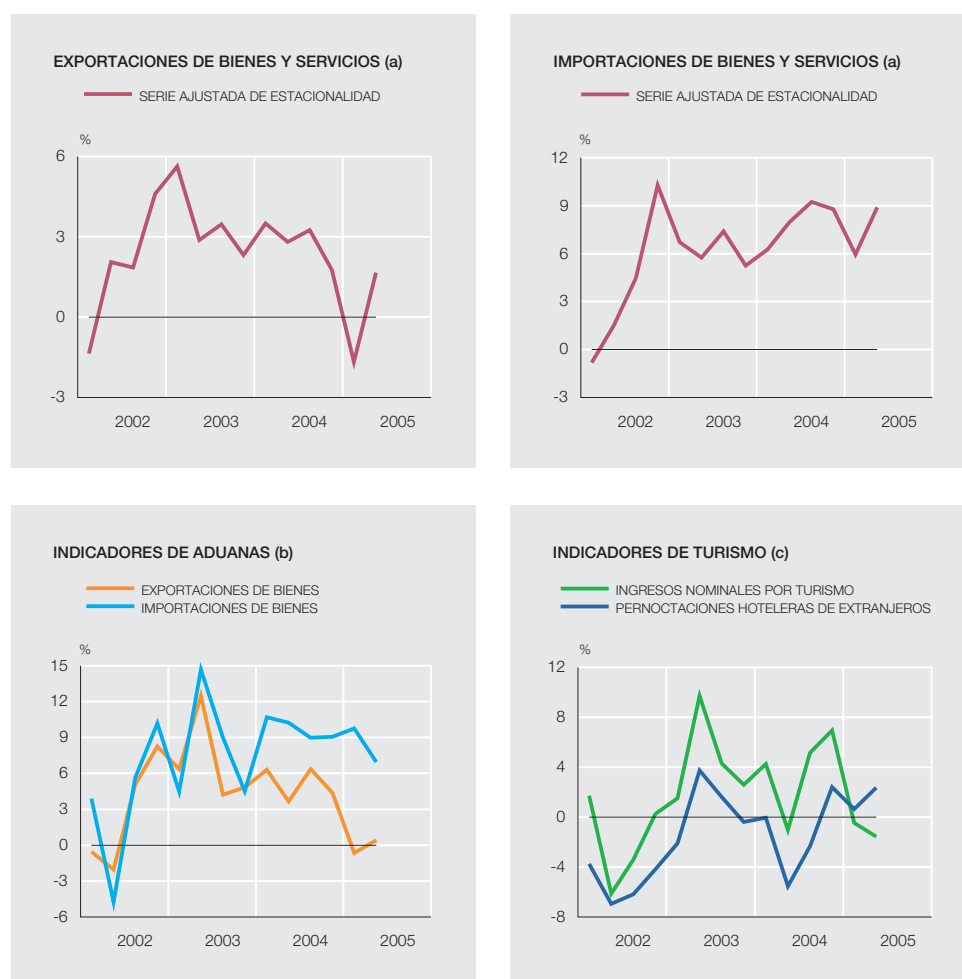 EXPORTACIONES DE BIENES Y SERVICIOS (a)
SERIE AJUSTADA DE ESTACIONALIDAD
%
6
3
0
-3
2002 2003 2004 2005
IMPORTACIONES DE BIENES Y SERVICIOS (a)
SERIE AJUSTADA DE ESTACIONALIDAD
%
12
9
6
3
0
-3
2002 2003 2004 2005
INDICADORES DE ADUANAS (b)
EXPORTACIONES DE BIENES
IMPORTACIONES DE BIENES
%
15
12
9
6
3
0
-3
-6
2002 2003 2004 2005
INDICADORES DE TURISMO (c)
INGRESOS NOMINALES POR TURISMO
PERNOCTACIONES HOTELERAS DE EXTRANJEROS
%
12
8
4
0
-4
-8
2002 2003 2004 2005